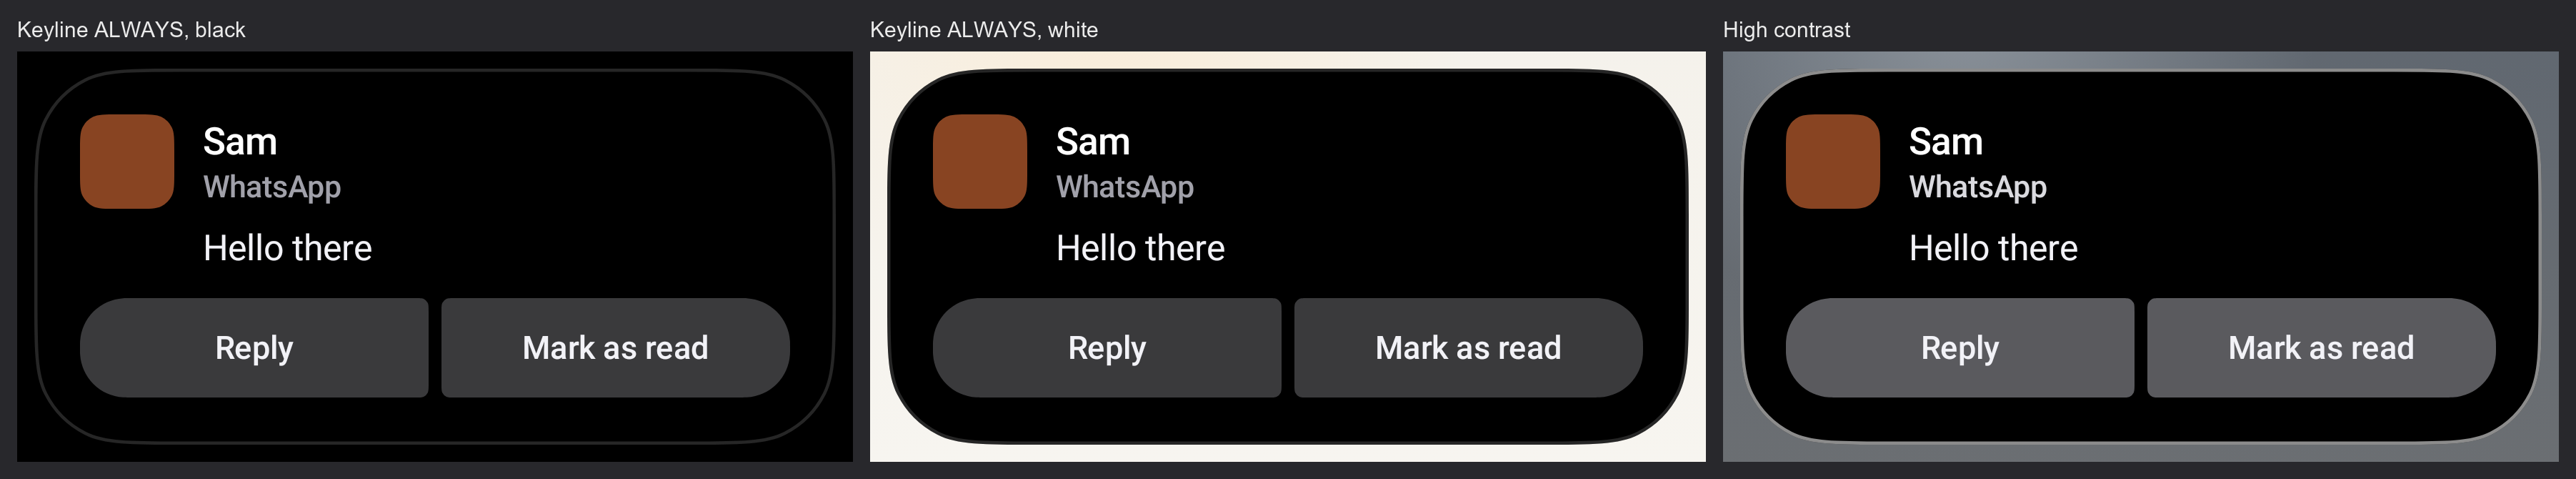 Keyline ALWAYS, black
Sam
WhatsApp
Hello there
Reply
Mark as read
Keyline ALWAYS, white
Sam
WhatsApp
Hello there
Reply
Mark as read
High contrast
Sam
WhatsApp
Hello there
Reply
Mark as read